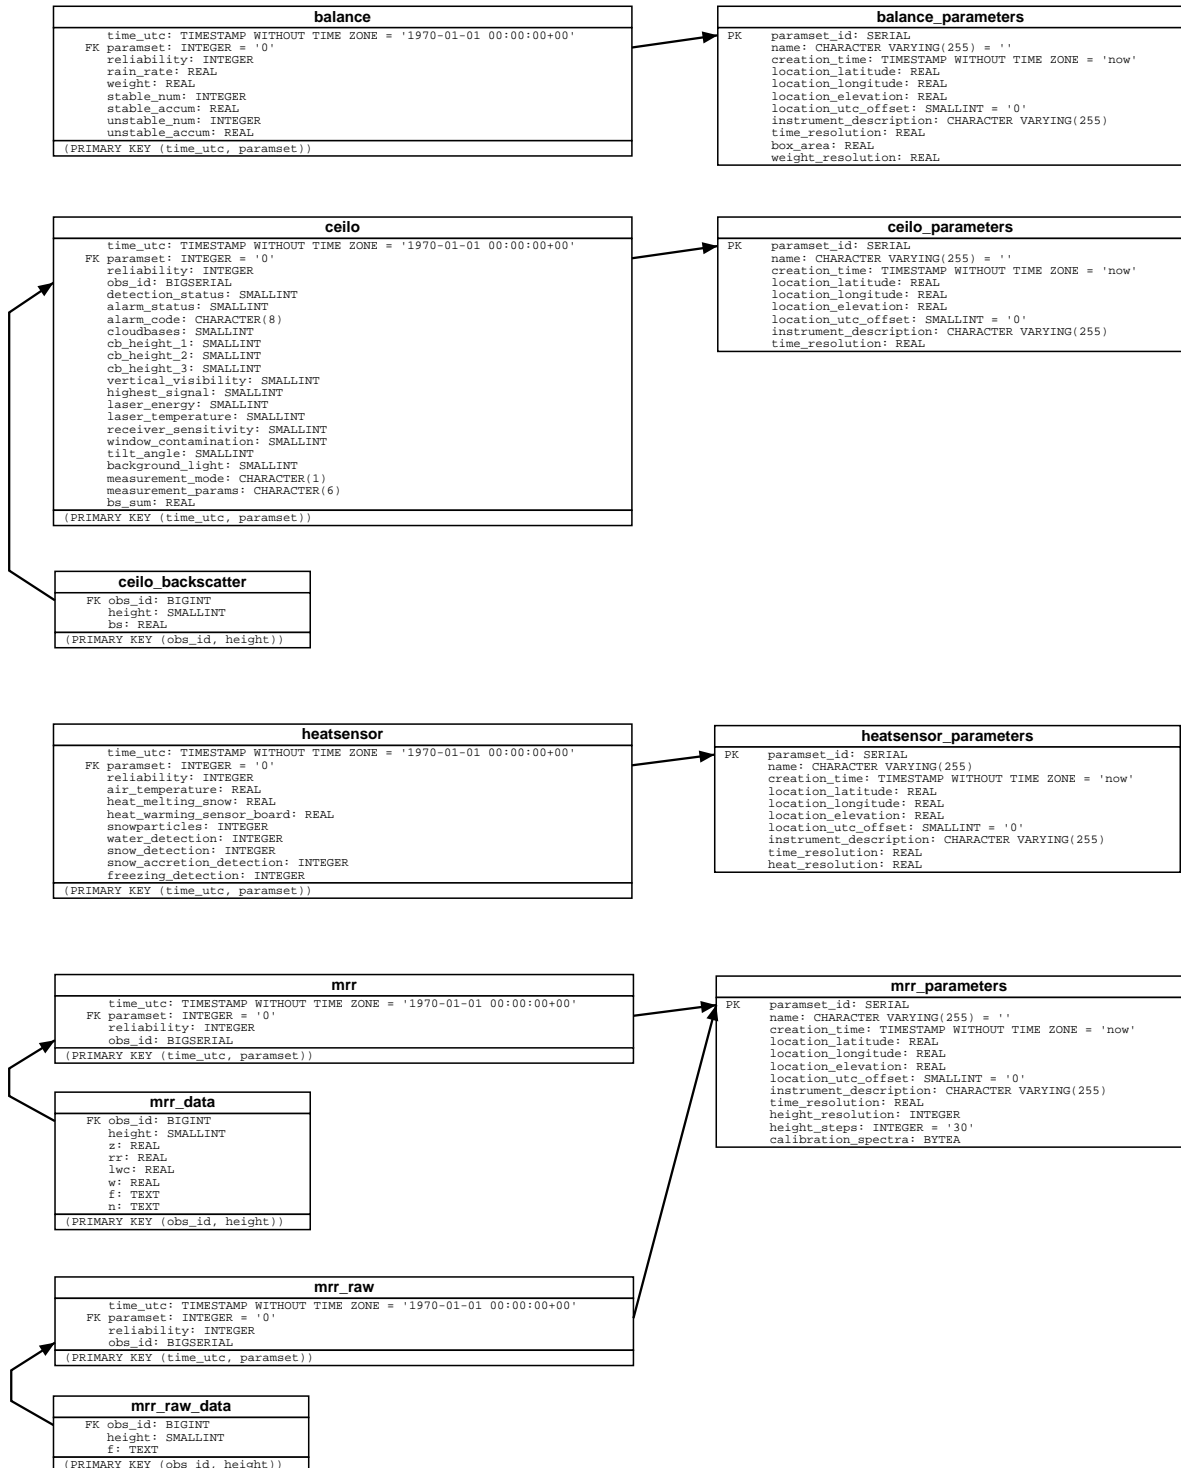 balance
time_utc: TIMESTAMP WITHOUT TIME ZONE = '1970-01-01 00:00:00+00'
FK paramset: INTEGER = '0'
reliability: INTEGER
rain_rate: REAL
weight: REAL
stable_num: INTEGER
stable_accum: REAL
unstable_num: INTEGER
unstable_accum: REAL
(PRIMARY KEY (time_utc, paramset))
balance_parameters
PK paramset_id: SERIAL
name: CHARACTER VARYING(255) = ''
creation_time: TIMESTAMP WITHOUT TIME ZONE = 'now'
location_latitude: REAL
location_longitude: REAL
location_elevation: REAL
location_utc_offset: SMALLINT = '0'
instrument_description: CHARACTER VARYING(255)
time_resolution: REAL
box_area: REAL
weight_resolution: REAL
ceilo
time_utc: TIMESTAMP WITHOUT TIME ZONE = '1970-01-01 00:00:00+00'
FK paramset: INTEGER = '0'
reliability: INTEGER
obs_id: BIGSERIAL
detection_status: SMALLINT
alarm_status: SMALLINT
alarm_code: CHARACTER(8)
cloudbases: SMALLINT
cb_height_1: SMALLINT
cb_height_2: SMALLINT
cb_height_3: SMALLINT
vertical_visibility: SMALLINT
highest_signal: SMALLINT
laser_energy: SMALLINT
laser_temperature: SMALLINT
receiver_sensitivity: SMALLINT
window_contamination: SMALLINT
tilt_angle: SMALLINT
background_light: SMALLINT
measurement_mode: CHARACTER(1)
measurement_params: CHARACTER(6)
bs_sum: REAL
(PRIMARY KEY (time_utc, paramset))
ceilo_parameters
PK paramset_id: SERIAL
name: CHARACTER VARYING(255) = ''
creation_time: TIMESTAMP WITHOUT TIME ZONE = 'now'
location_latitude: REAL
location_longitude: REAL
location_elevation: REAL
location_utc_offset: SMALLINT = '0'
instrument_description: CHARACTER VARYING(255)
time_resolution: REAL
ceilo_backscatter
FK obs_id: BIGINT
height: SMALLINT
bs: REAL
(PRIMARY KEY (obs_id, height))
heatsensor
time_utc: TIMESTAMP WITHOUT TIME ZONE = '1970-01-01 00:00:00+00'
FK paramset: INTEGER = '0'
reliability: INTEGER
air_temperature: REAL
heat_melting_snow: REAL
heat_warming_sensor_board: REAL
snowparticles: INTEGER
water_detection: INTEGER
snow_detection: INTEGER
snow_accretion_detection: INTEGER
freezing_detection: INTEGER
(PRIMARY KEY (time_utc, paramset))
heatsensor_parameters
PK paramset_id: SERIAL
name: CHARACTER VARYING(255)
creation_time: TIMESTAMP WITHOUT TIME ZONE = 'now'
location_latitude: REAL
location_longitude: REAL
location_elevation: REAL
location_utc_offset: SMALLINT = '0'
instrument_description: CHARACTER VARYING(255)
time_resolution: REAL
heat_resolution: REAL
mrr
time_utc: TIMESTAMP WITHOUT TIME ZONE = '1970-01-01 00:00:00+00'
FK paramset: INTEGER = '0'
reliability: INTEGER
obs_id: BIGSERIAL
(PRIMARY KEY (time_utc, paramset))
mrr_parameters
PK paramset_id: SERIAL
name: CHARACTER VARYING(255) = ''
creation_time: TIMESTAMP WITHOUT TIME ZONE = 'now'
location_latitude: REAL
location_longitude: REAL
location_elevation: REAL
location_utc_offset: SMALLINT = '0'
instrument_description: CHARACTER VARYING(255)
time_resolution: REAL
height_resolution: INTEGER
height_steps: INTEGER = '30'
calibration_spectra: BYTEA
mrr_data
FK obs_id: BIGINT
height: SMALLINT
z: REAL
rr: REAL
lwc: REAL
w: REAL
f: TEXT
n: TEXT
(PRIMARY KEY (obs_id, height))
mrr_raw
time_utc: TIMESTAMP WITHOUT TIME ZONE = '1970-01-01 00:00:00+00'
FK paramset: INTEGER = '0'
reliability: INTEGER
obs_id: BIGSERIAL
(PRIMARY KEY (time_utc, paramset))
mrr_raw_data
FK obs_id: BIGINT
height: SMALLINT
f: TEXT
(PRIMARY KEY (obs_id, height))